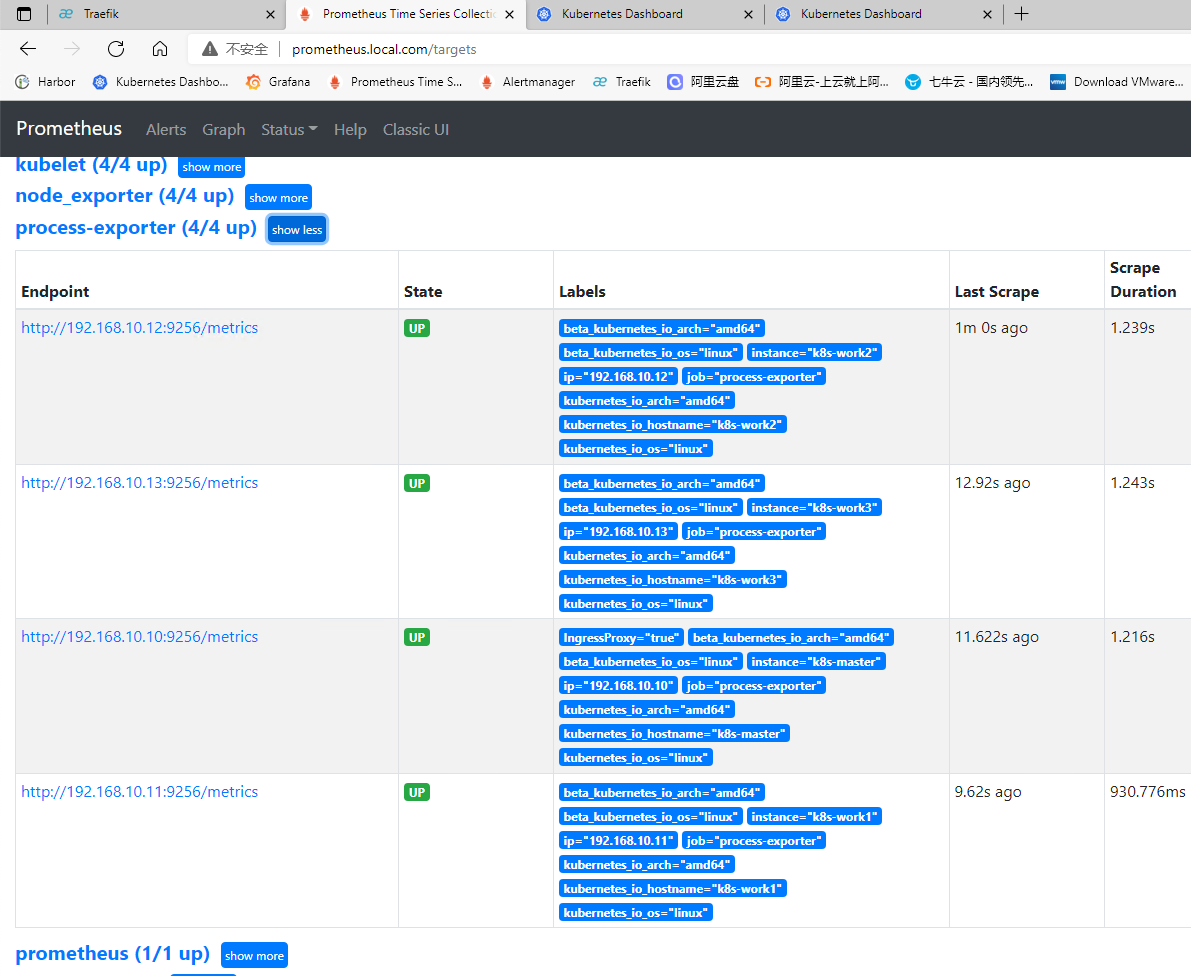 Traefik
Prometheus Time Series Collectic
Kubernetes Dashboard
Kubernetes Dashboard
不安全 prometheus.local.com/targets
Harbor
Kubernetes Dashbo...
Grafana
Prometheus Time S...
Alertmanager
Traefik
阿里云盘
阿里云-上云就上阿...
七牛云 - 国内领先...
Download VMware...
Prometheus Alerts Graph Status Help Classic UI
kubelet (4/4 up) show more
node_exporter (4/4 up) show more
process-exporter (4/4 up) show less
Endpoint State Labels Last Scrape Scrape Duration
http://192.168.10.12:9256/metrics UP beta_kubernetes_io_arch="amd64" 1m 0s ago 1.239s
beta_kubernetes_io_os="linux" instance="k8s-work2"
ip="192.168.10.12" job="process-exporter"
kubernetes_io_arch="amd64"
kubernetes_io_hostname="k8s-work2"
kubernetes_io_os="linux"
http://192.168.10.13:9256/metrics UP beta_kubernetes_io_arch="amd64" 12.92s ago 1.243s
beta_kubernetes_io_os="linux" instance="k8s-work3"
ip="192.168.10.13" job="process-exporter"
kubernetes_io_arch="amd64"
kubernetes_io_hostname="k8s-work3"
kubernetes_io_os="linux"
http://192.168.10.10:9256/metrics UP IngressProxy="true" beta_kubernetes_io_arch="amd64" 11.622s ago 1.216s
beta_kubernetes_io_os="linux" instance="k8s-master"
ip="192.168.10.10" job="process-exporter"
kubernetes_io_arch="amd64"
kubernetes_io_hostname="k8s-master"
kubernetes_io_os="linux"
http://192.168.10.11:9256/metrics UP beta_kubernetes_io_arch="amd64" 9.62s ago 930.776ms
beta_kubernetes_io_os="linux" instance="k8s-work1"
ip="192.168.10.11" job="process-exporter"
kubernetes_io_arch="amd64"
kubernetes_io_hostname="k8s-work1"
kubernetes_io_os="linux"
prometheus (1/1 up) show more